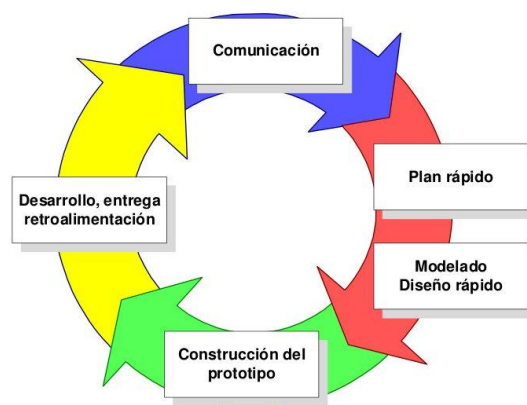 Comunicación
Plan rápido
Modelado
Diseño rápido
Construcción del
prototipo
Desarrollo, entrega
retroalimentación